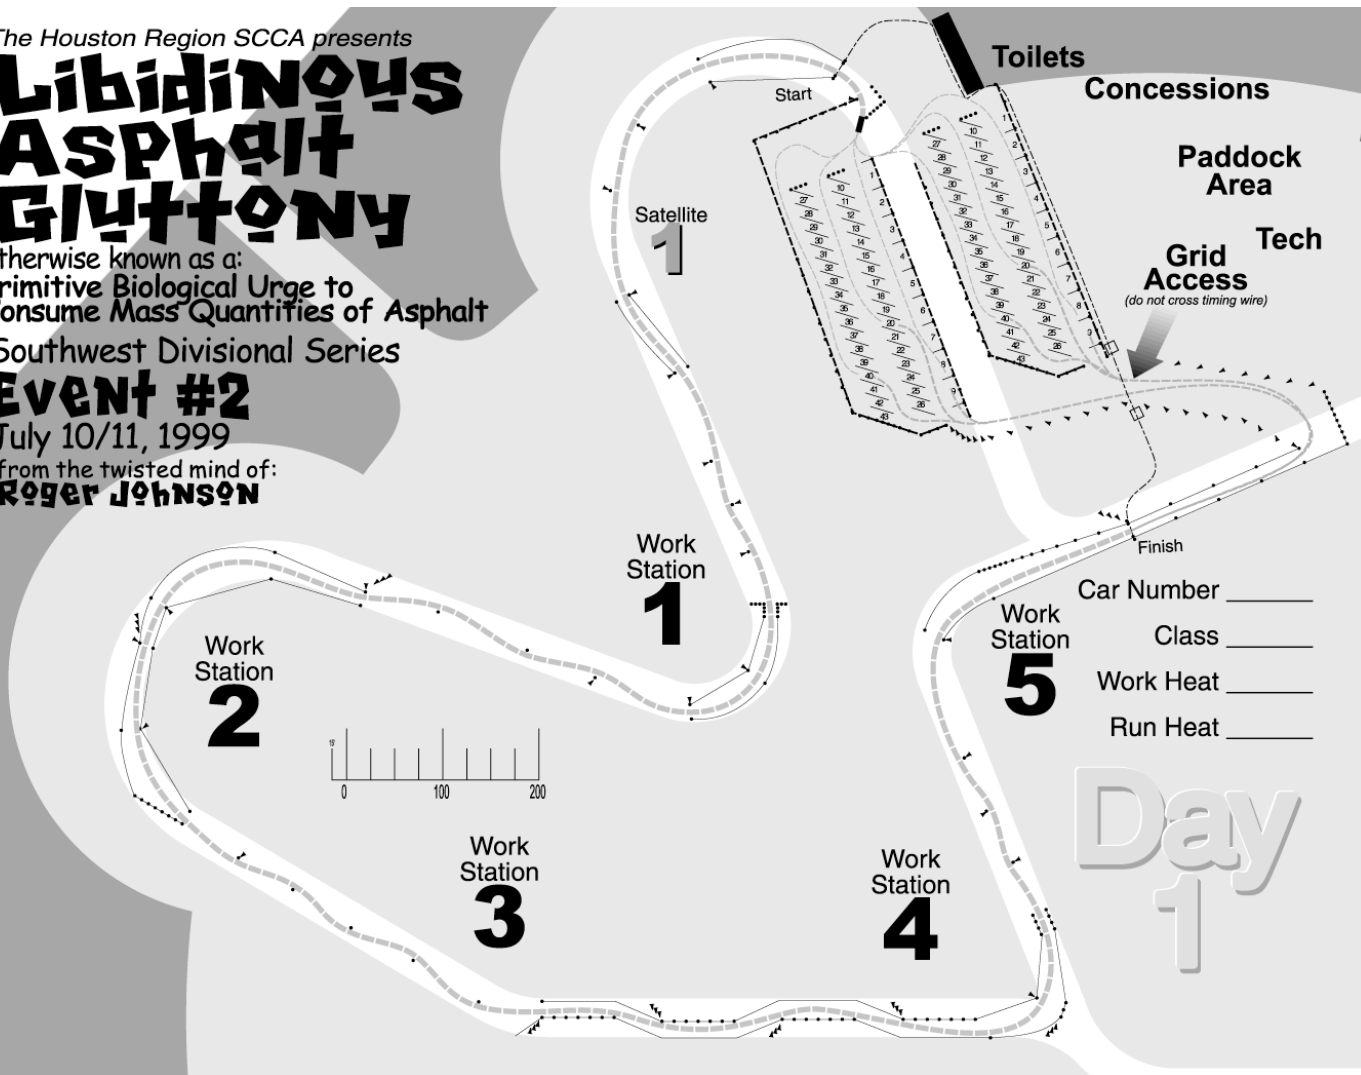 The Houston Region SCCA presents
Libidinous
Asphalt
Gluttony
therwise known as a:
rimitive Biological Urge to
onsume Mass Quantities of Asphalt
Southwest Divisional Series
Event #2
July 10/11, 1999
from the twisted mind of:
Roger Johnson
Toilets
Concessions
Paddock
Area
Tech
Grid
Access
(do not cross timing wire)
Start
Satellite
1
Finish
Work
Station
1
Work
Station
2
Work
Station
3
Work
Station
4
Work
Station
5
Car Number
Class
Work Heat
Run Heat
Day
1
0 100 200